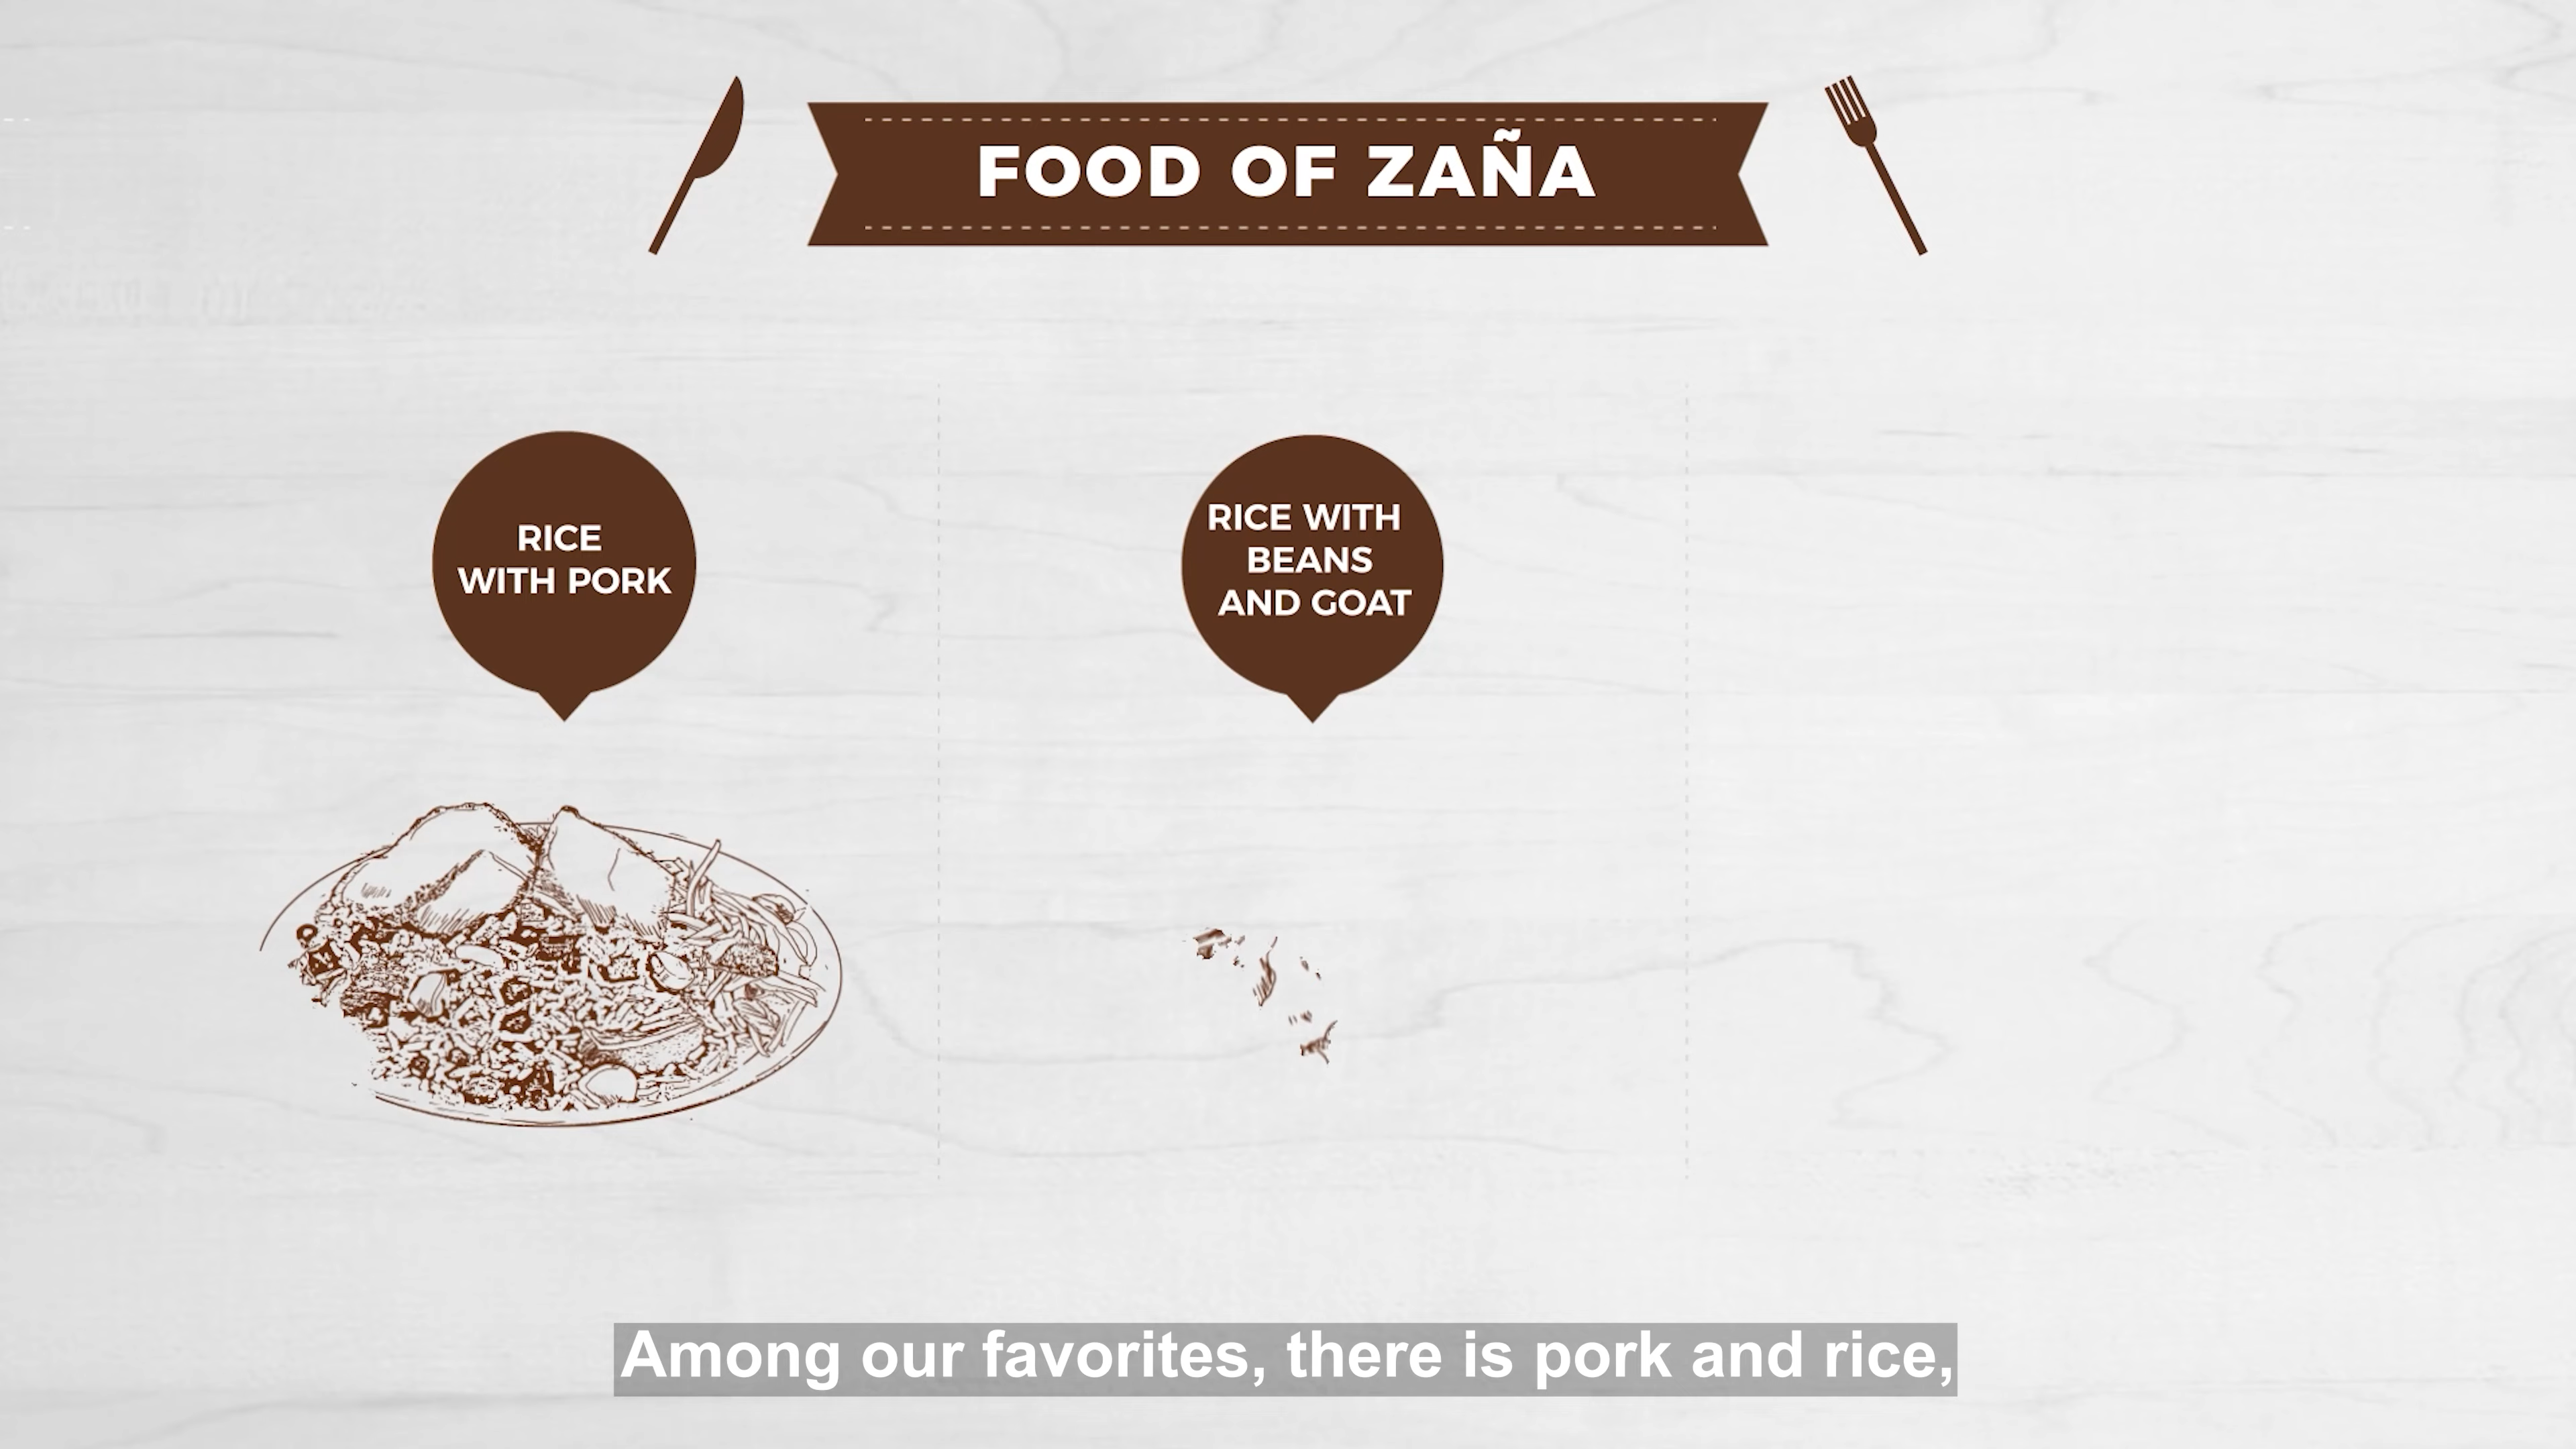 FOOD OF ZAÑA
RICE
WITH PORK
RICE WITH
BEANS
AND GOAT
Among our favorites, there is pork and rice,